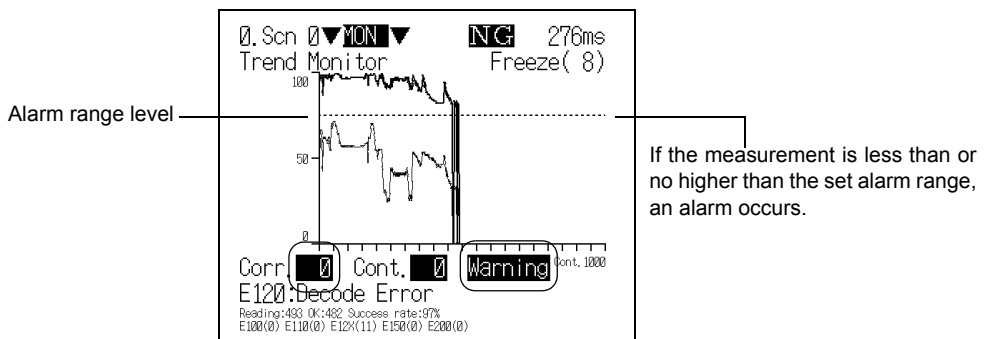 0.Scn 0▼MON ▼ NG 276ms
Trend Monitor Freeze( 8)
100
Alarm range level
50
If the measurement is less than or
no higher than the set alarm range,
an alarm occurs.
0
Corr. 0 Cont. 0 Warning Cont.1000
E120:Decode Error
Reading:493 OK:482 Success rate:97%
E100(0) E110(0) E12X(11) E150(0) E200(0)